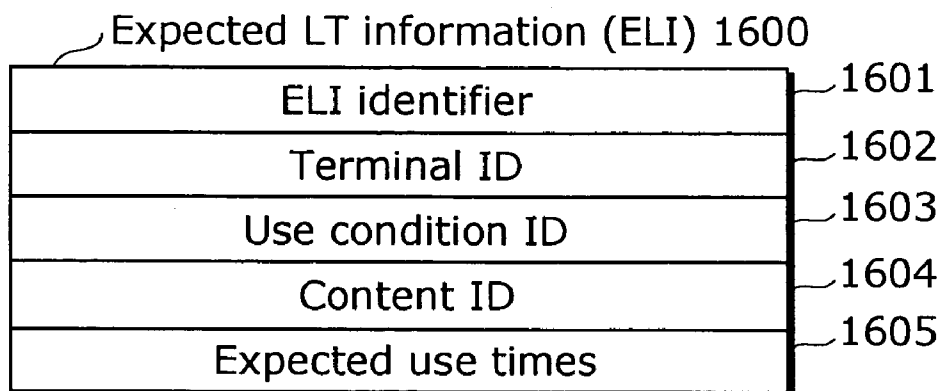 Expected LT information (ELI) 1600
ELI identifier 1601
Terminal ID 1602
Use condition ID 1603
Content ID 1604
Expected use times 1605